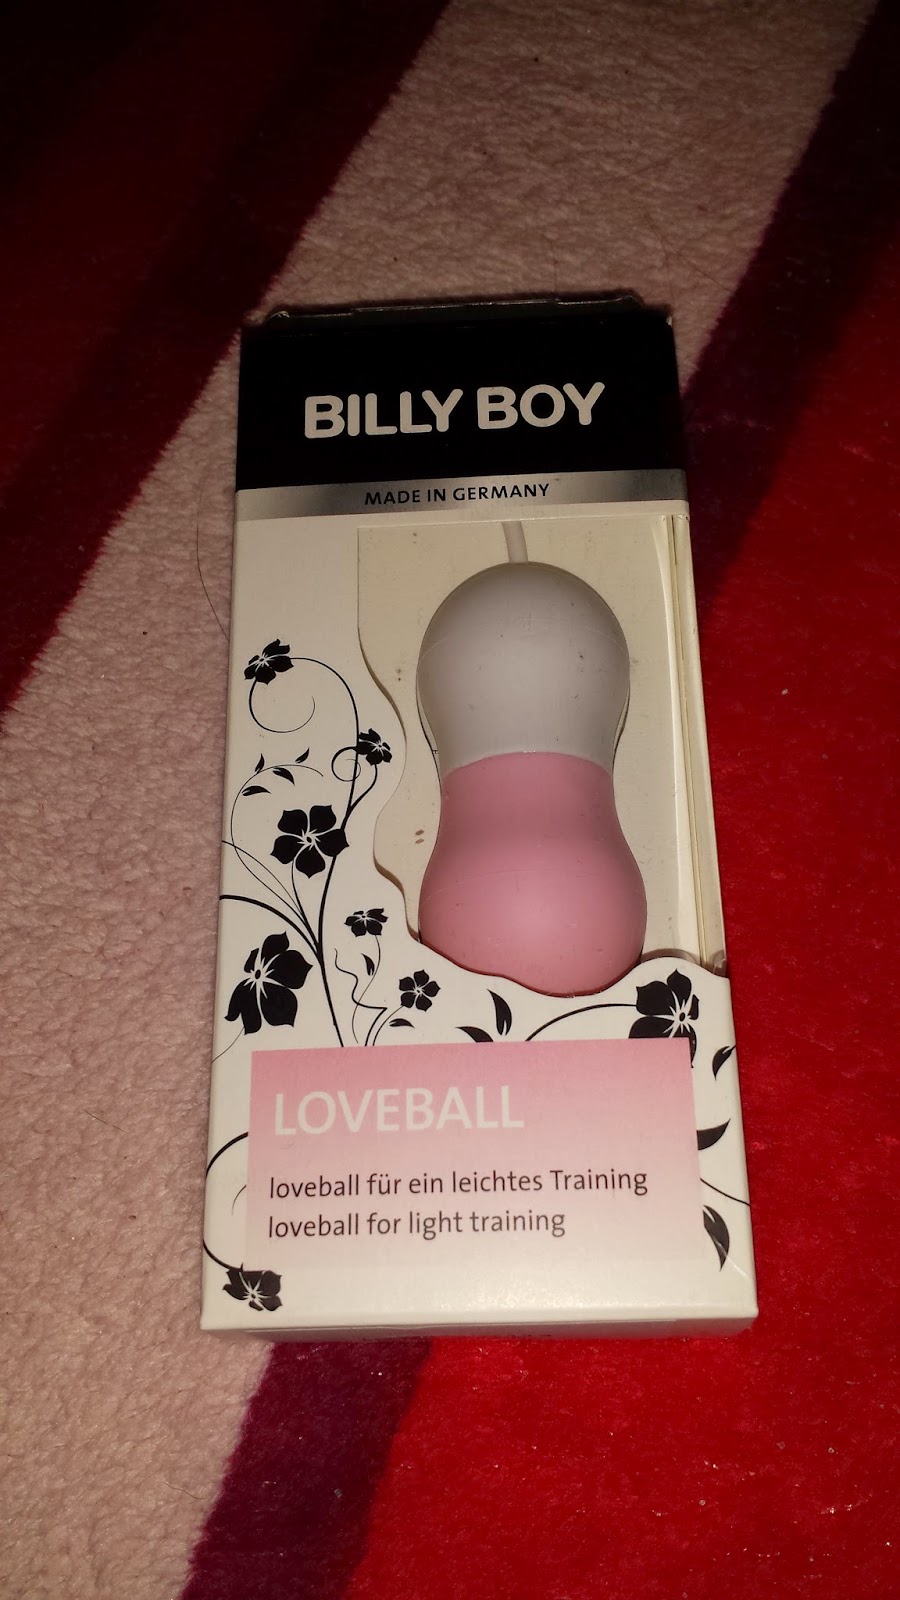 BILLY BOY
MADE IN GERMANY
LOVEBALL
loveball für ein leichtes Training
loveball for light training